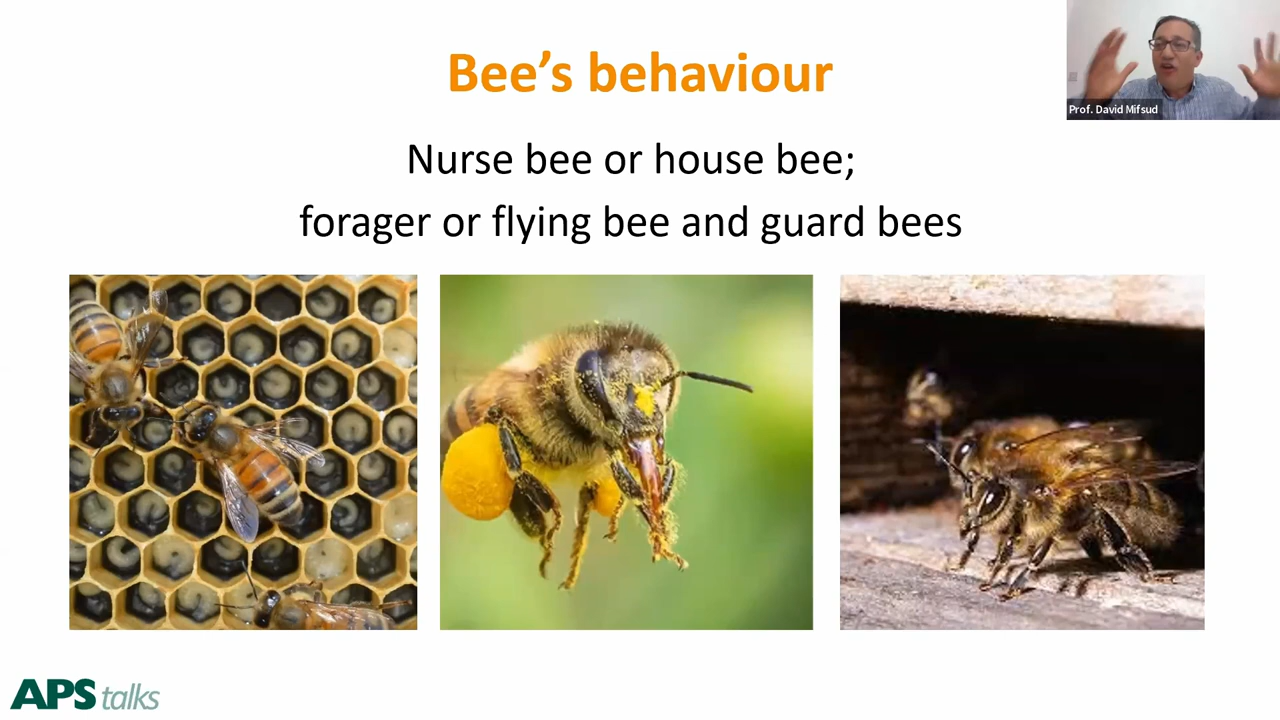 Bee’s behaviour
Prof. David Mifsud
Nurse bee or house bee;
forager or flying bee and guard bees
APS talks